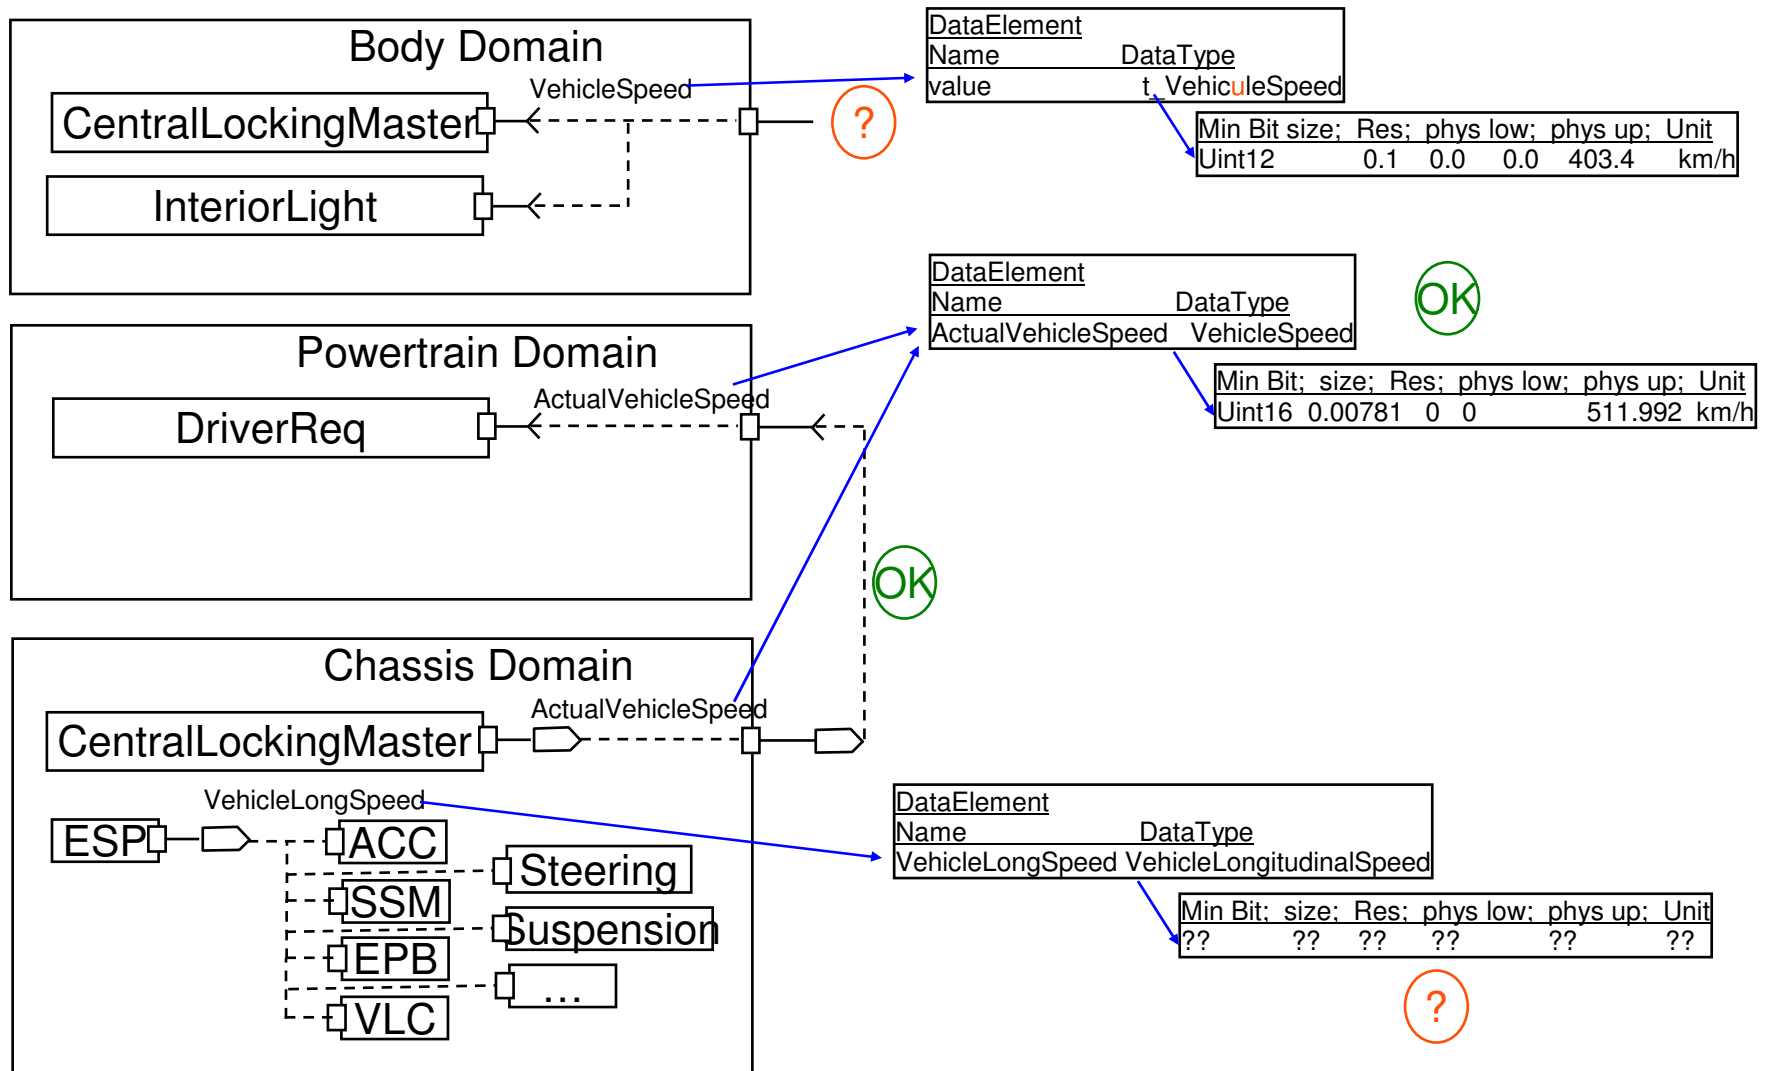 Body Domain
VehicleSpeed
CentralLockingMaster
InteriorLight
?
DataElement
Name DataType
value t_VehiculeSpeed
Min Bit size; Res; phys low; phys up; Unit
Uint12 0.1 0.0 0.0 403.4 km/h
Powertrain Domain
ActualVehicleSpeed
DriverReq
DataElement
Name DataType
ActualVehicleSpeed VehicleSpeed
OK
Min Bit; size; Res; phys low; phys up; Unit
Uint16 0.00781 0 0 511.992 km/h
OK
Chassis Domain
ActualVehicleSpeed
CentralLockingMaster
VehicleLongSpeed
ESP
ACC
Steering
SSM
Suspension
EPB
...
VLC
DataElement
Name DataType
VehicleLongSpeed VehicleLongitudinalSpeed
Min Bit; size; Res; phys low; phys up; Unit
?? ?? ?? ?? ?? ??
?